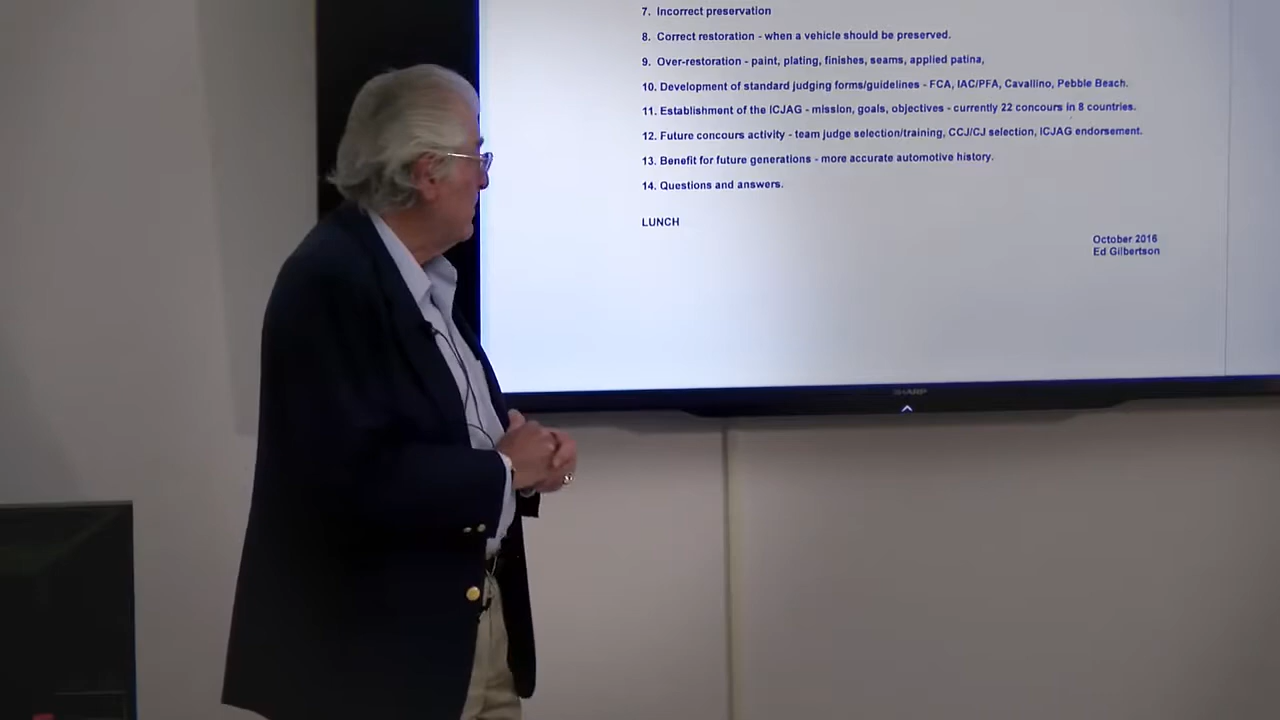 7. Incorrect preservation
8. Correct restoration - when a vehicle should be preserved.
9. Over-restoration - paint, plating, finishes, seams, applied patina,
10. Development of standard judging forms/guidelines - FCA, IAC/PFA, Cavallino, Pebble Beach.
11. Establishment of the ICJAG - mission, goals, objectives - currently 22 concours in 8 countries.
12. Future concours activity - team judge selection/training, CCJ/CJ selection, ICJAG endorsement.
13. Benefit for future generations - more accurate automotive history.
14. Questions and answers.
LUNCH
October 2016
Ed Gilbertson
SHARP